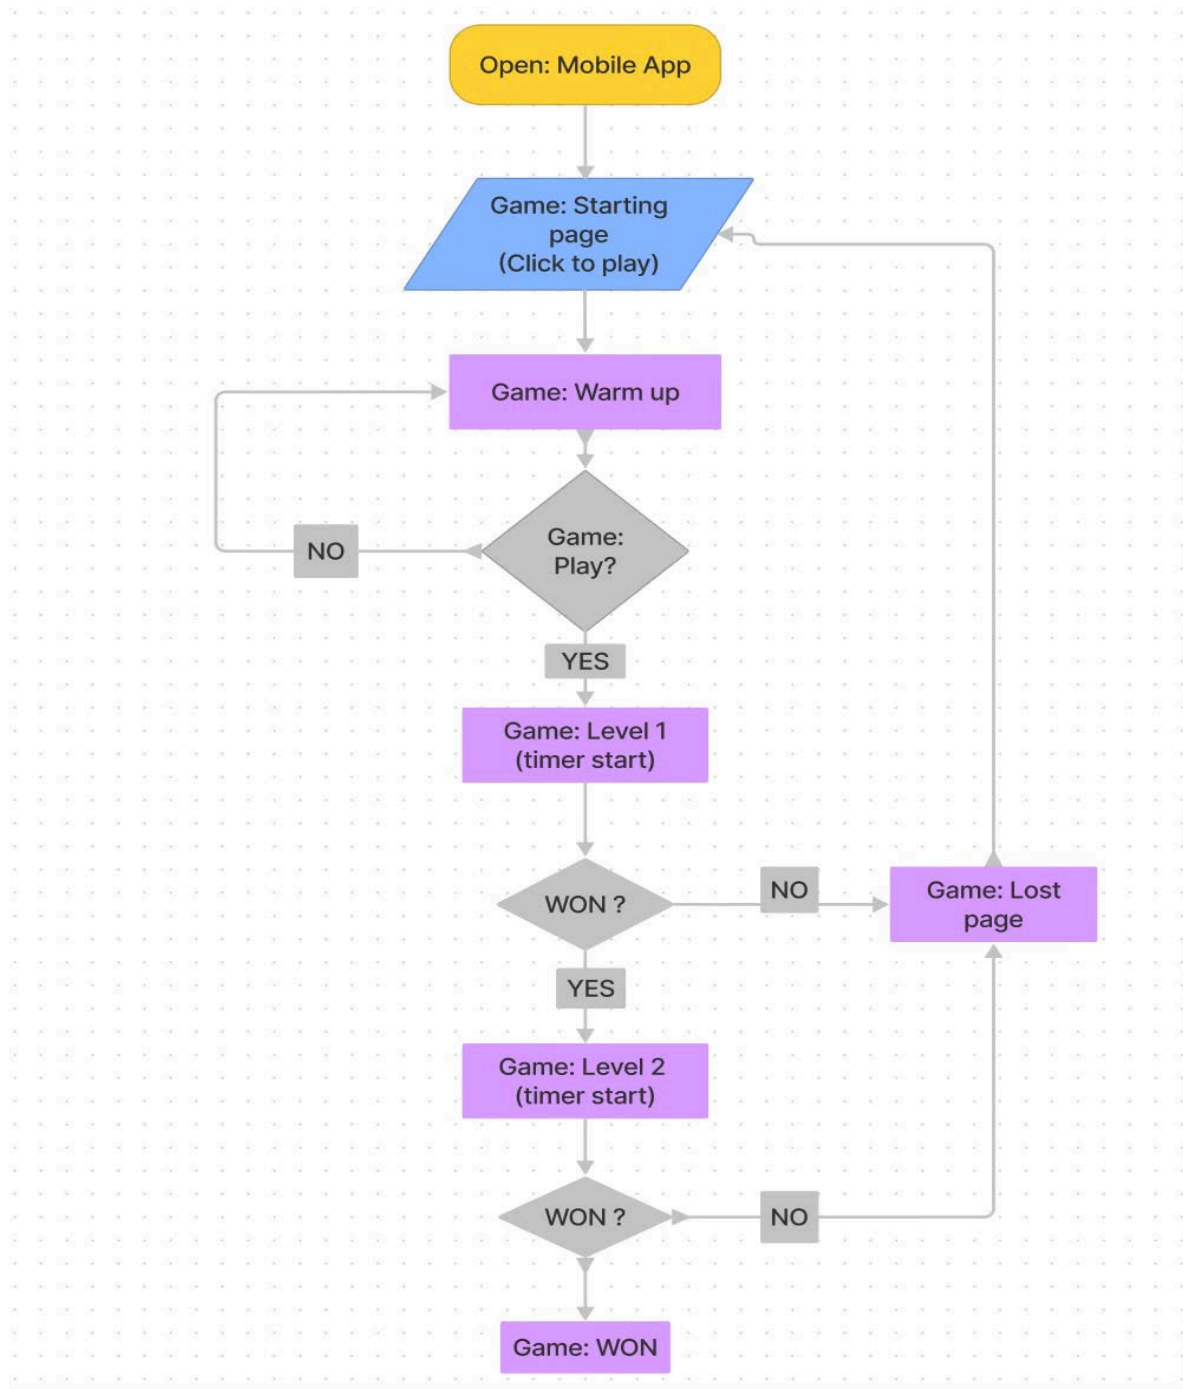 Open: Mobile App
Game: Starting
page
(Click to play)
Game: Warm up
Game:
Play?
NO
YES
Game: Level 1
(timer start)
WON ?
NO
Game: Lost
page
YES
Game: Level 2
(timer start)
WON ?
NO
Game: WON